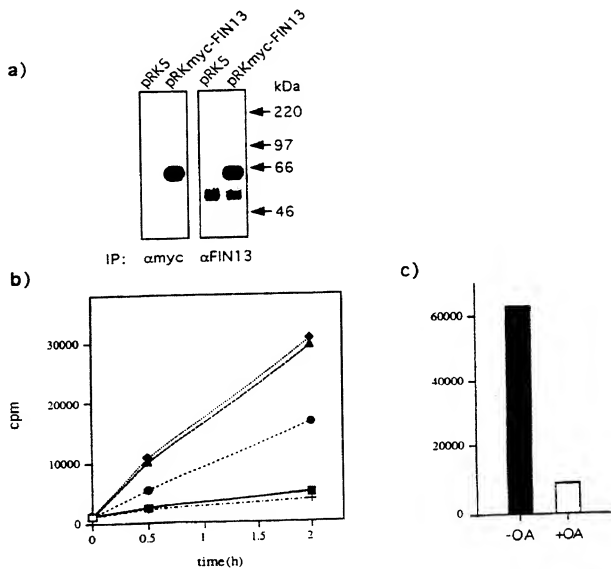 a)
pRK5 pRKmyc-FIN13 pRK5 pRKmyc-FIN13
kDa
220
97
66
46
IP: αmyc αFIN13
b)
cpm
30000
20000
10000
0
0 0.5 1 1.5 2
time(h)
c)
60000
40000
20000
0
-OA +OA